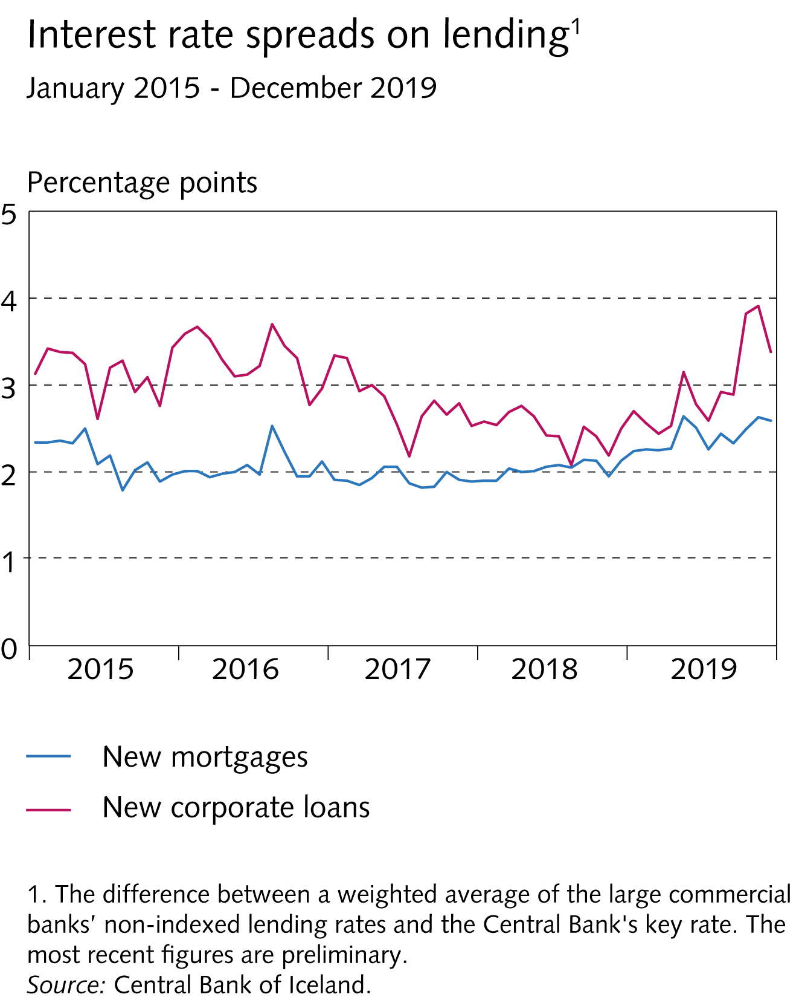 Interest rate spreads on lending¹
January 2015 - December 2019
Percentage points
5
4
3
2
1
0
2015 2016 2017 2018 2019
New mortgages
New corporate loans
1. The difference between a weighted average of the large commercial
banks’ non-indexed lending rates and the Central Bank's key rate. The
most recent figures are preliminary.
Source: Central Bank of Iceland.